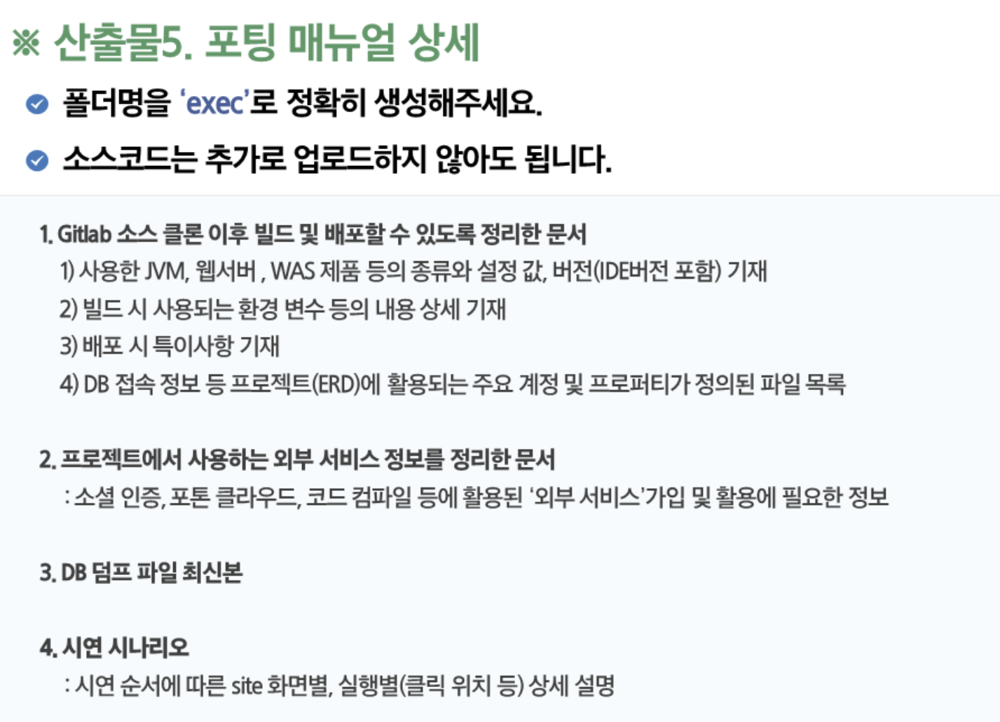 ※ 산출물5. 포팅 매뉴얼 상세
폴더명을 ‘exec’로 정확히 생성해주세요.
소스코드는 추가로 업로드하지 않아도 됩니다.
1. Gitlab 소스 클론 이후 빌드 및 배포할 수 있도록 정리한 문서
1) 사용한 JVM, 웹서버 , WAS 제품 등의 종류와 설정 값, 버전(IDE버전 포함) 기재
2) 빌드 시 사용되는 환경 변수 등의 내용 상세 기재
3) 배포 시 특이사항 기재
4) DB 접속 정보 등 프로젝트(ERD)에 활용되는 주요 계정 및 프로퍼티가 정의된 파일 목록
2. 프로젝트에서 사용하는 외부 서비스 정보를 정리한 문서
: 소셜 인증, 포톤 클라우드, 코드 컴파일 등에 활용된 ‘외부 서비스’가입 및 활용에 필요한 정보
3. DB 덤프 파일 최신본
4. 시연 시나리오
: 시연 순서에 따른 site 화면별, 실행별(클릭 위치 등) 상세 설명